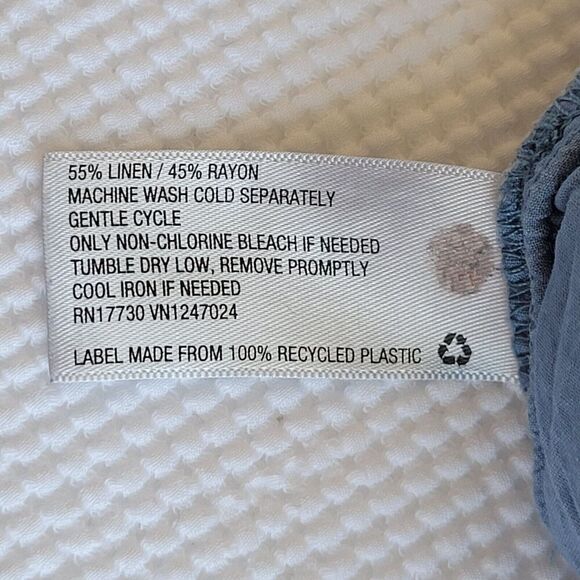 55% LINEN / 45% RAYON
MACHINE WASH COLD SEPARATELY
GENTLE CYCLE
ONLY NON-CHLORINE BLEACH IF NEEDED
TUMBLE DRY LOW, REMOVE PROMPTLY
COOL IRON IF NEEDED
RN17730 VN1247024
LABEL MADE FROM 100% RECYCLED PLASTIC